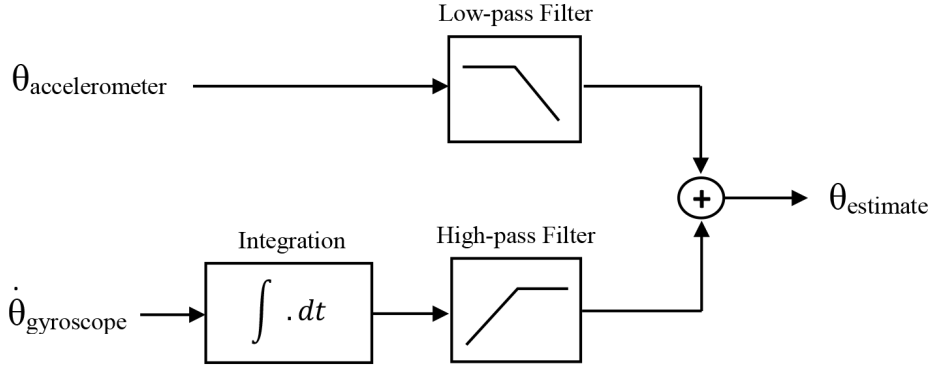 Low-pass Filter
θaccelerometer
+
θestimate
Integration
High-pass Filter
θ̇gyroscope
∫ . dt